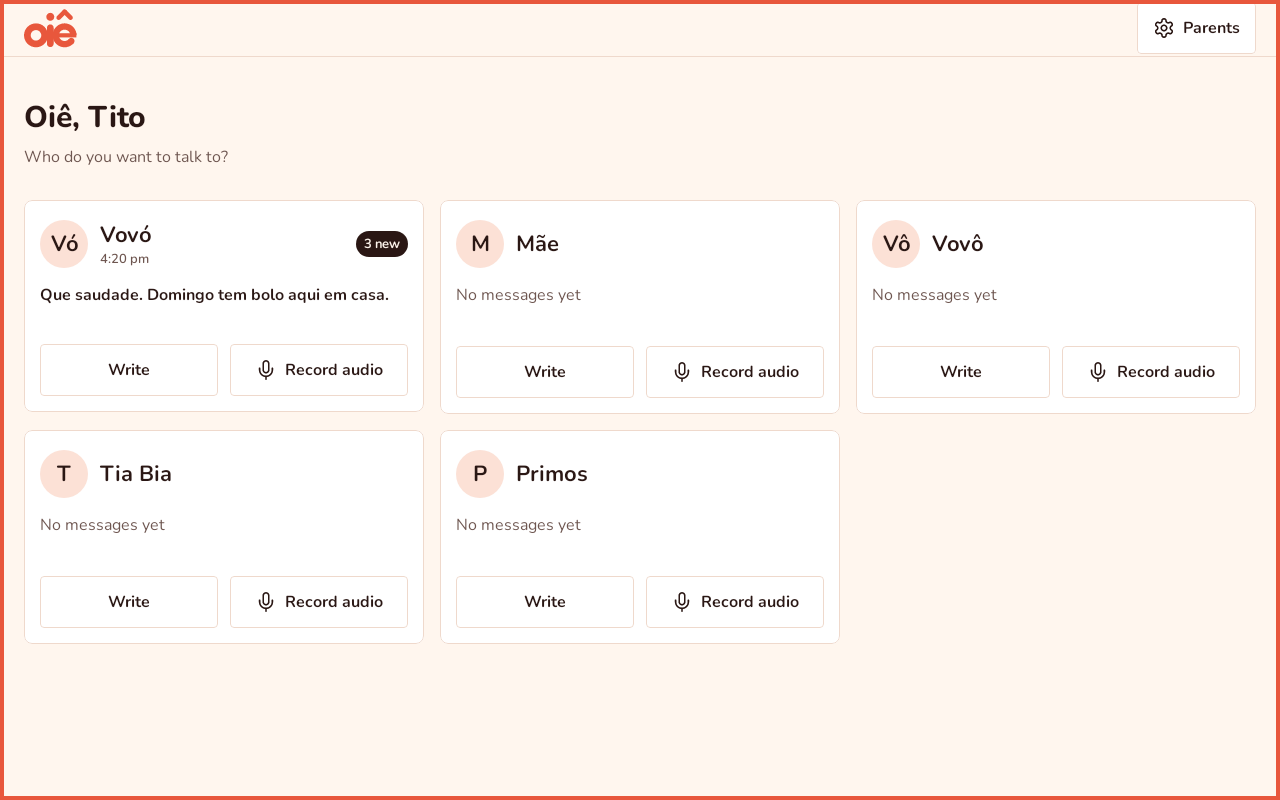 oiê
Parents
Oiê, Tito
Who do you want to talk to?
Vó
Vovó
4:20 pm
3 new
Que saudade. Domingo tem bolo aqui em casa.
Write
Record audio
M
Mãe
No messages yet
Write
Record audio
Vô
Vovô
No messages yet
Write
Record audio
T
Tia Bia
No messages yet
Write
Record audio
P
Primos
No messages yet
Write
Record audio